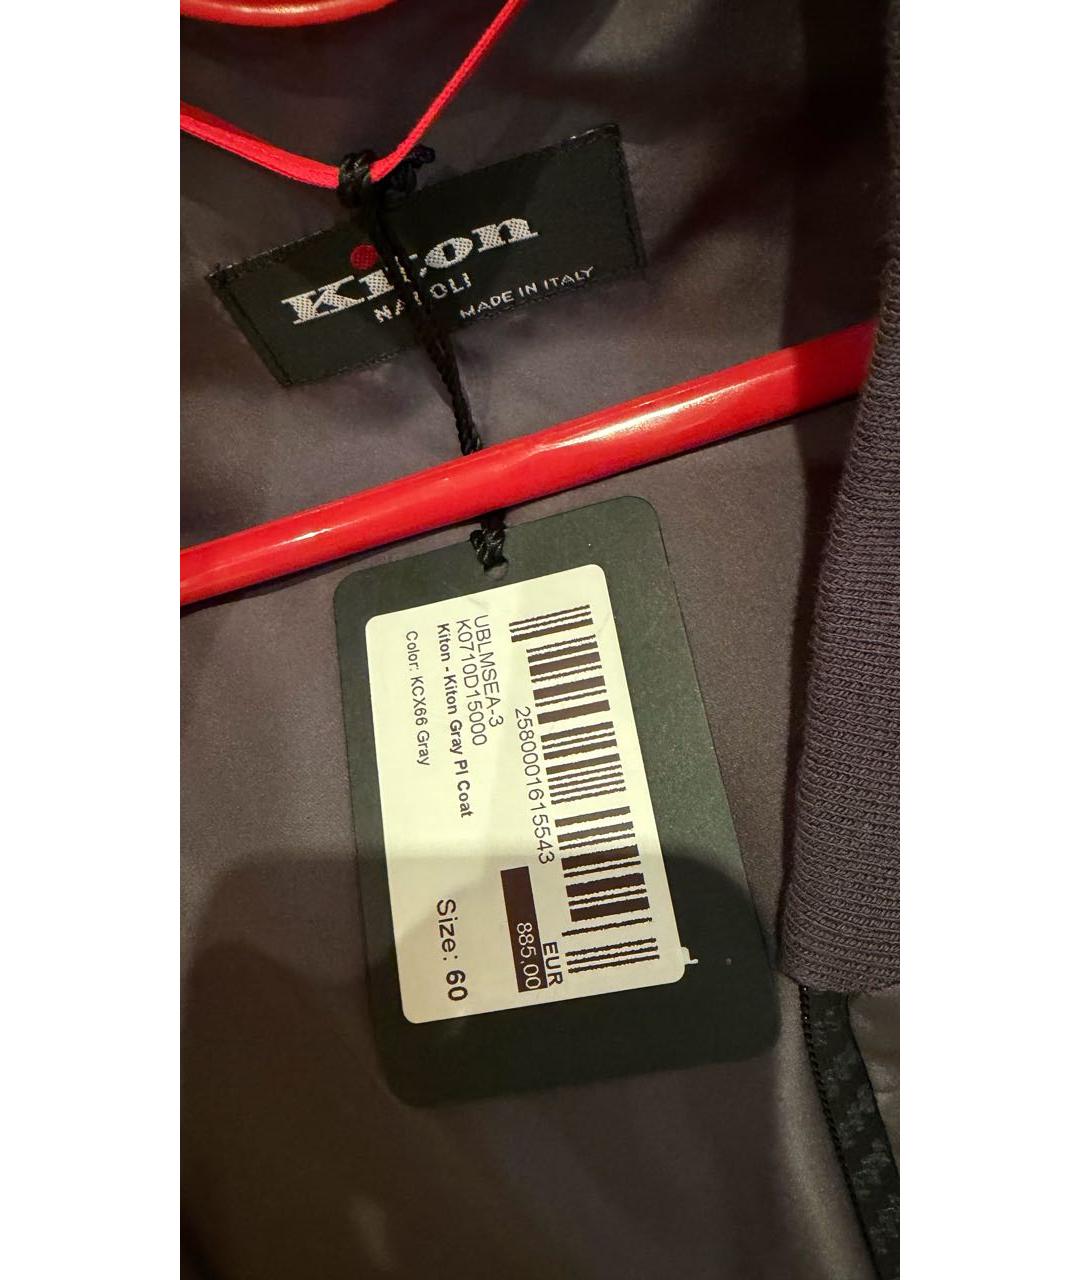 Kiton
NAPOLI
MADE IN ITALY
2580001615543
EUR
885.00
UBLMSEA-3
K0710D15000
Kiton - Kiton Gray Pl Coat
Color: KCX66 Gray
Size: 60